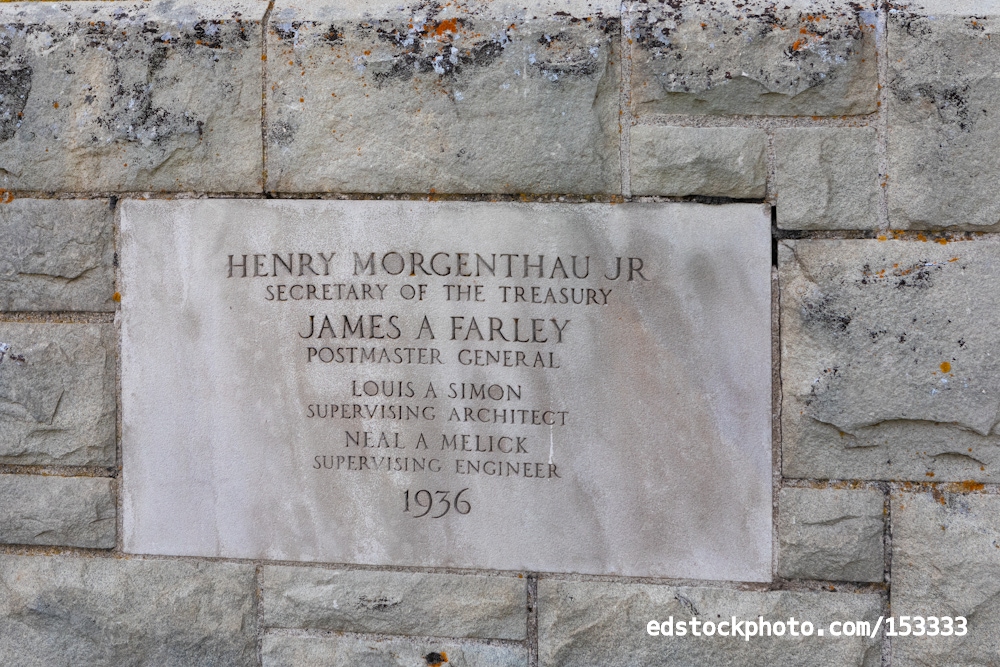 HENRY MORGENTHAU JR
SECRETARY OF THE TREASURY
JAMES A FARLEY
POSTMASTER GENERAL
LOUIS A SIMON
SUPERVISING ARCHITECT
NEAL A MELICK
SUPERVISING ENGINEER
1936
edstockphoto.com/153333